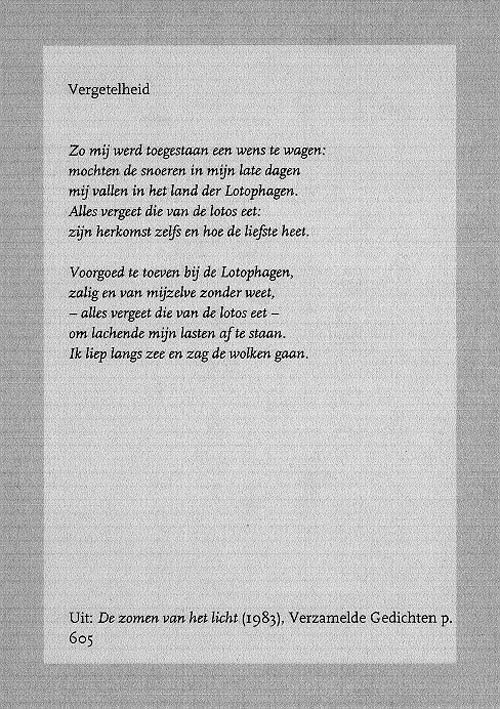 Vergetelheid
Zo mij werd toegestaan een wens te wagen:
mochten de snoeren in mijn late dagen
mij vallen in het land der Lotophagen.
Alles vergeet die van de lotos eet:
zijn herkomst zelfs en hoe de liefste heet.
Voorgoed te toeven bij de Lotophagen,
zalig en van mijzelve zonder weet,
– alles vergeet die van de lotos eet –
om lachende mijn lasten af te staan.
Ik liep langs zee en zag de wolken gaan.
Uit: De zomen van het licht (1983), Verzamelde Gedichten p.
605